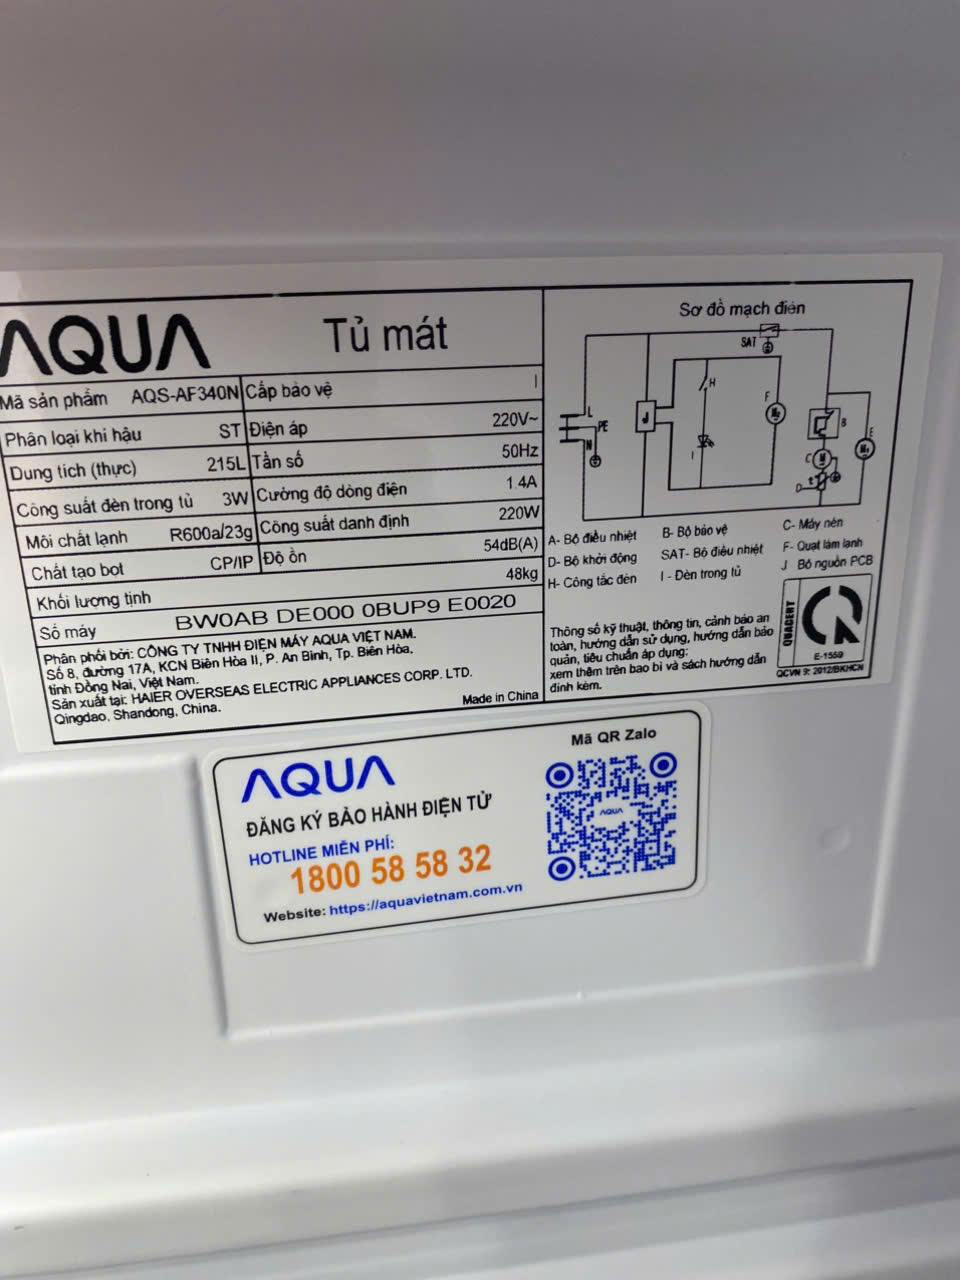 AQUA
Tủ mát
Mã sản phẩm AQS-AF340N Cấp bảo vệ I
Phân loại khí hậu ST Điện áp 220V~
Dung tích (thực) 215L Tần số 50Hz
Công suất đèn trong tủ 3W Cường độ dòng điện 1.4A
Môi chất lạnh R600a/23g Công suất danh định 220W
Chất tạo bọt CP/IP Độ ồn 54dB(A)
Khối lượng tịnh 48kg
Số máy BW0AB DE000 0BUP9 E0020
Phân phối bởi: CÔNG TY TNHH ĐIỆN MÁY AQUA VIỆT NAM.
Số 8, đường 17A, KCN Biên Hòa II, P. An Bình, Tp. Biên Hòa,
tỉnh Đồng Nai, Việt Nam.
Sản xuất tại: HAIER OVERSEAS ELECTRIC APPLIANCES CORP. LTD.
Qingdao, Shandong, China.
Made in China
Sơ đồ mạch điện
SAT
L
PE
N
J
H
I
F
B
C
D
E
A- Bộ điều nhiệt B- Bộ bảo vệ C- Máy nén
D- Bộ khởi động SAT- Bộ điều nhiệt F- Quạt làm lạnh
H- Công tắc đèn I - Đèn trong tủ J Bộ nguồn PCB
Thông số kỹ thuật, thông tin, cảnh báo an
toàn, hướng dẫn sử dụng, hướng dẫn bảo
quản, tiêu chuẩn áp dụng:
xem thêm trên bao bì và sách hướng dẫn
đính kèm.
QUACERT
E-1559
QCVN 9: 2012/BKHCN
AQUA
ĐĂNG KÝ BẢO HÀNH ĐIỆN TỬ
HOTLINE MIỄN PHÍ:
1800 58 58 32
Website: https://aquavietnam.com.vn
Mã QR Zalo
AQUA